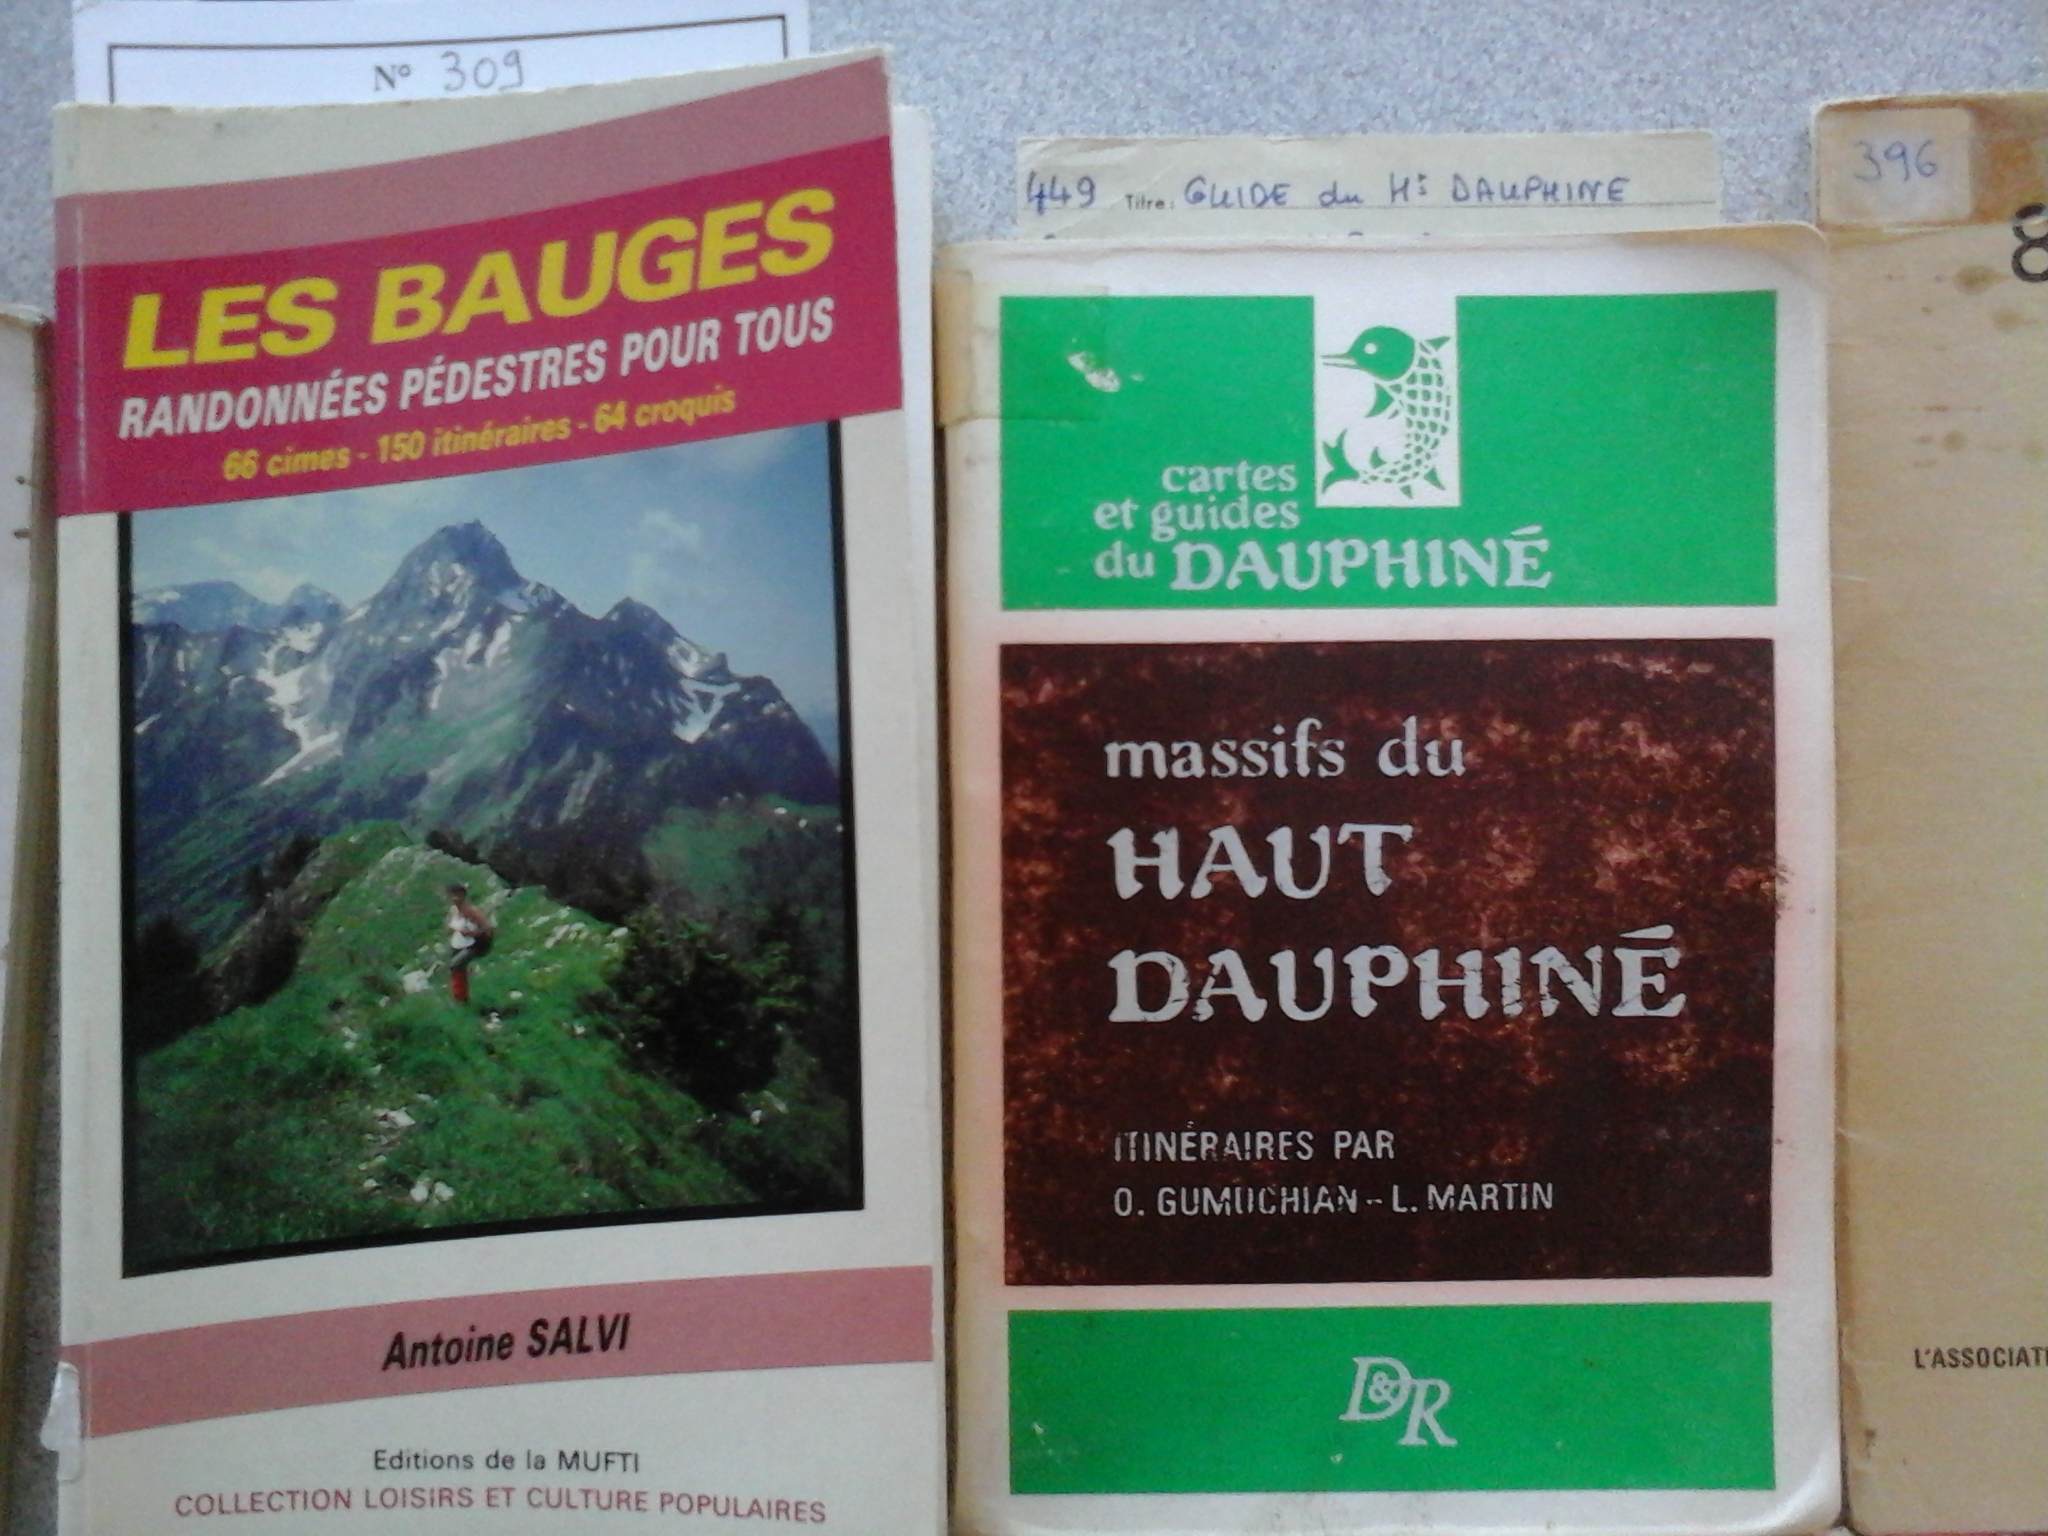 N° 309
LES BAUGES
RANDONNÉES PÉDESTRES POUR TOUS
66 cimes - 150 itinéraires - 64 croquis
Antoine SALVI
Editions de la MUFTI
COLLECTION LOISIRS ET CULTURE POPULAIRES
449 Titre: GUIDE du Ht DAUPHINE
cartes
et guides
du DAUPHINÉ
massifs du
HAUT
DAUPHINÉ
ITINÉRAIRES PAR
O. GUMUCHIAN - L. MARTIN
D&R
396
8
L'ASSOCIATI